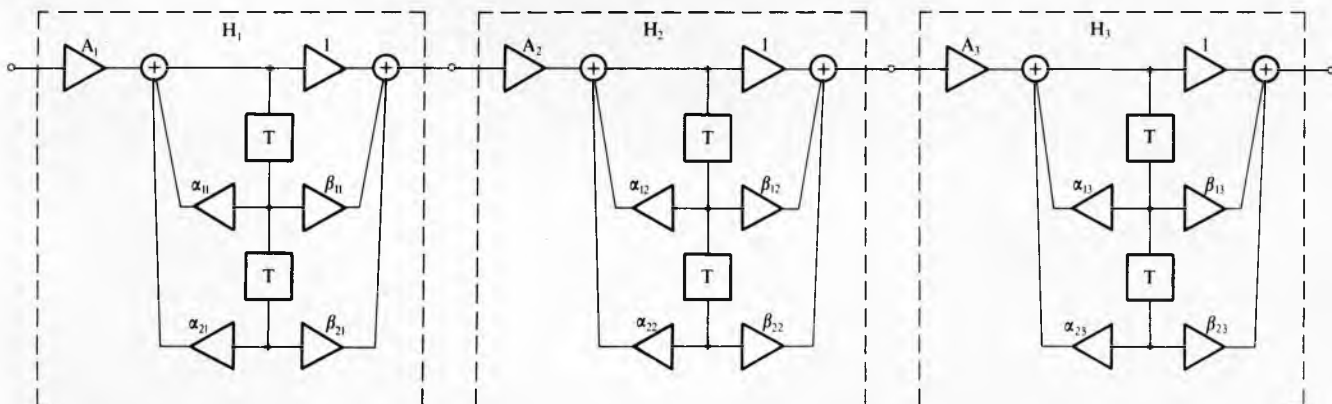 H₁ H₂ H₃
A₁ 1 A₂ 1 A₃ 1
+ + + + + +
T T T
α₁₁ β₁₁ α₁₂ β₁₂ α₁₃ β₁₃
T T T
α₂₁ β₂₁ α₂₂ β₂₂ α₂₃ β₂₃